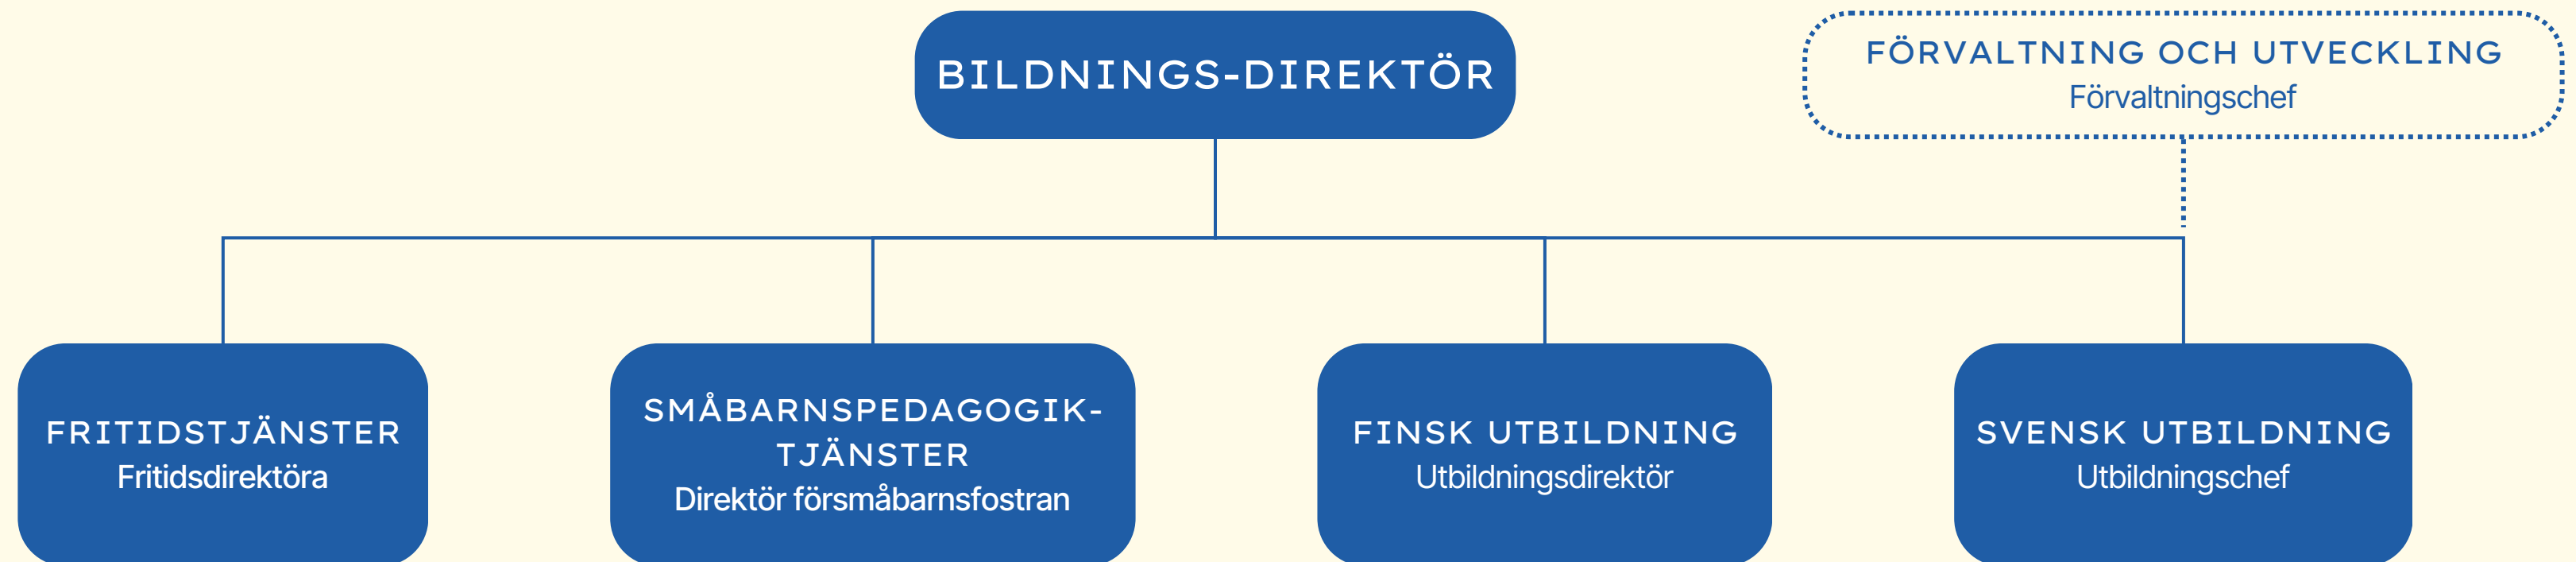 BILDNINGS-DIREKTÖR
FÖRVALTNING OCH UTVECKLING
Förvaltningschef
FRITIDSTJÄNSTER
Fritidsdirektöra
SMÅBARNSPEDAGOGIK-
TJÄNSTER
Direktör försmåbarnsfostran
FINSK UTBILDNING
Utbildningsdirektör
SVENSK UTBILDNING
Utbildningschef